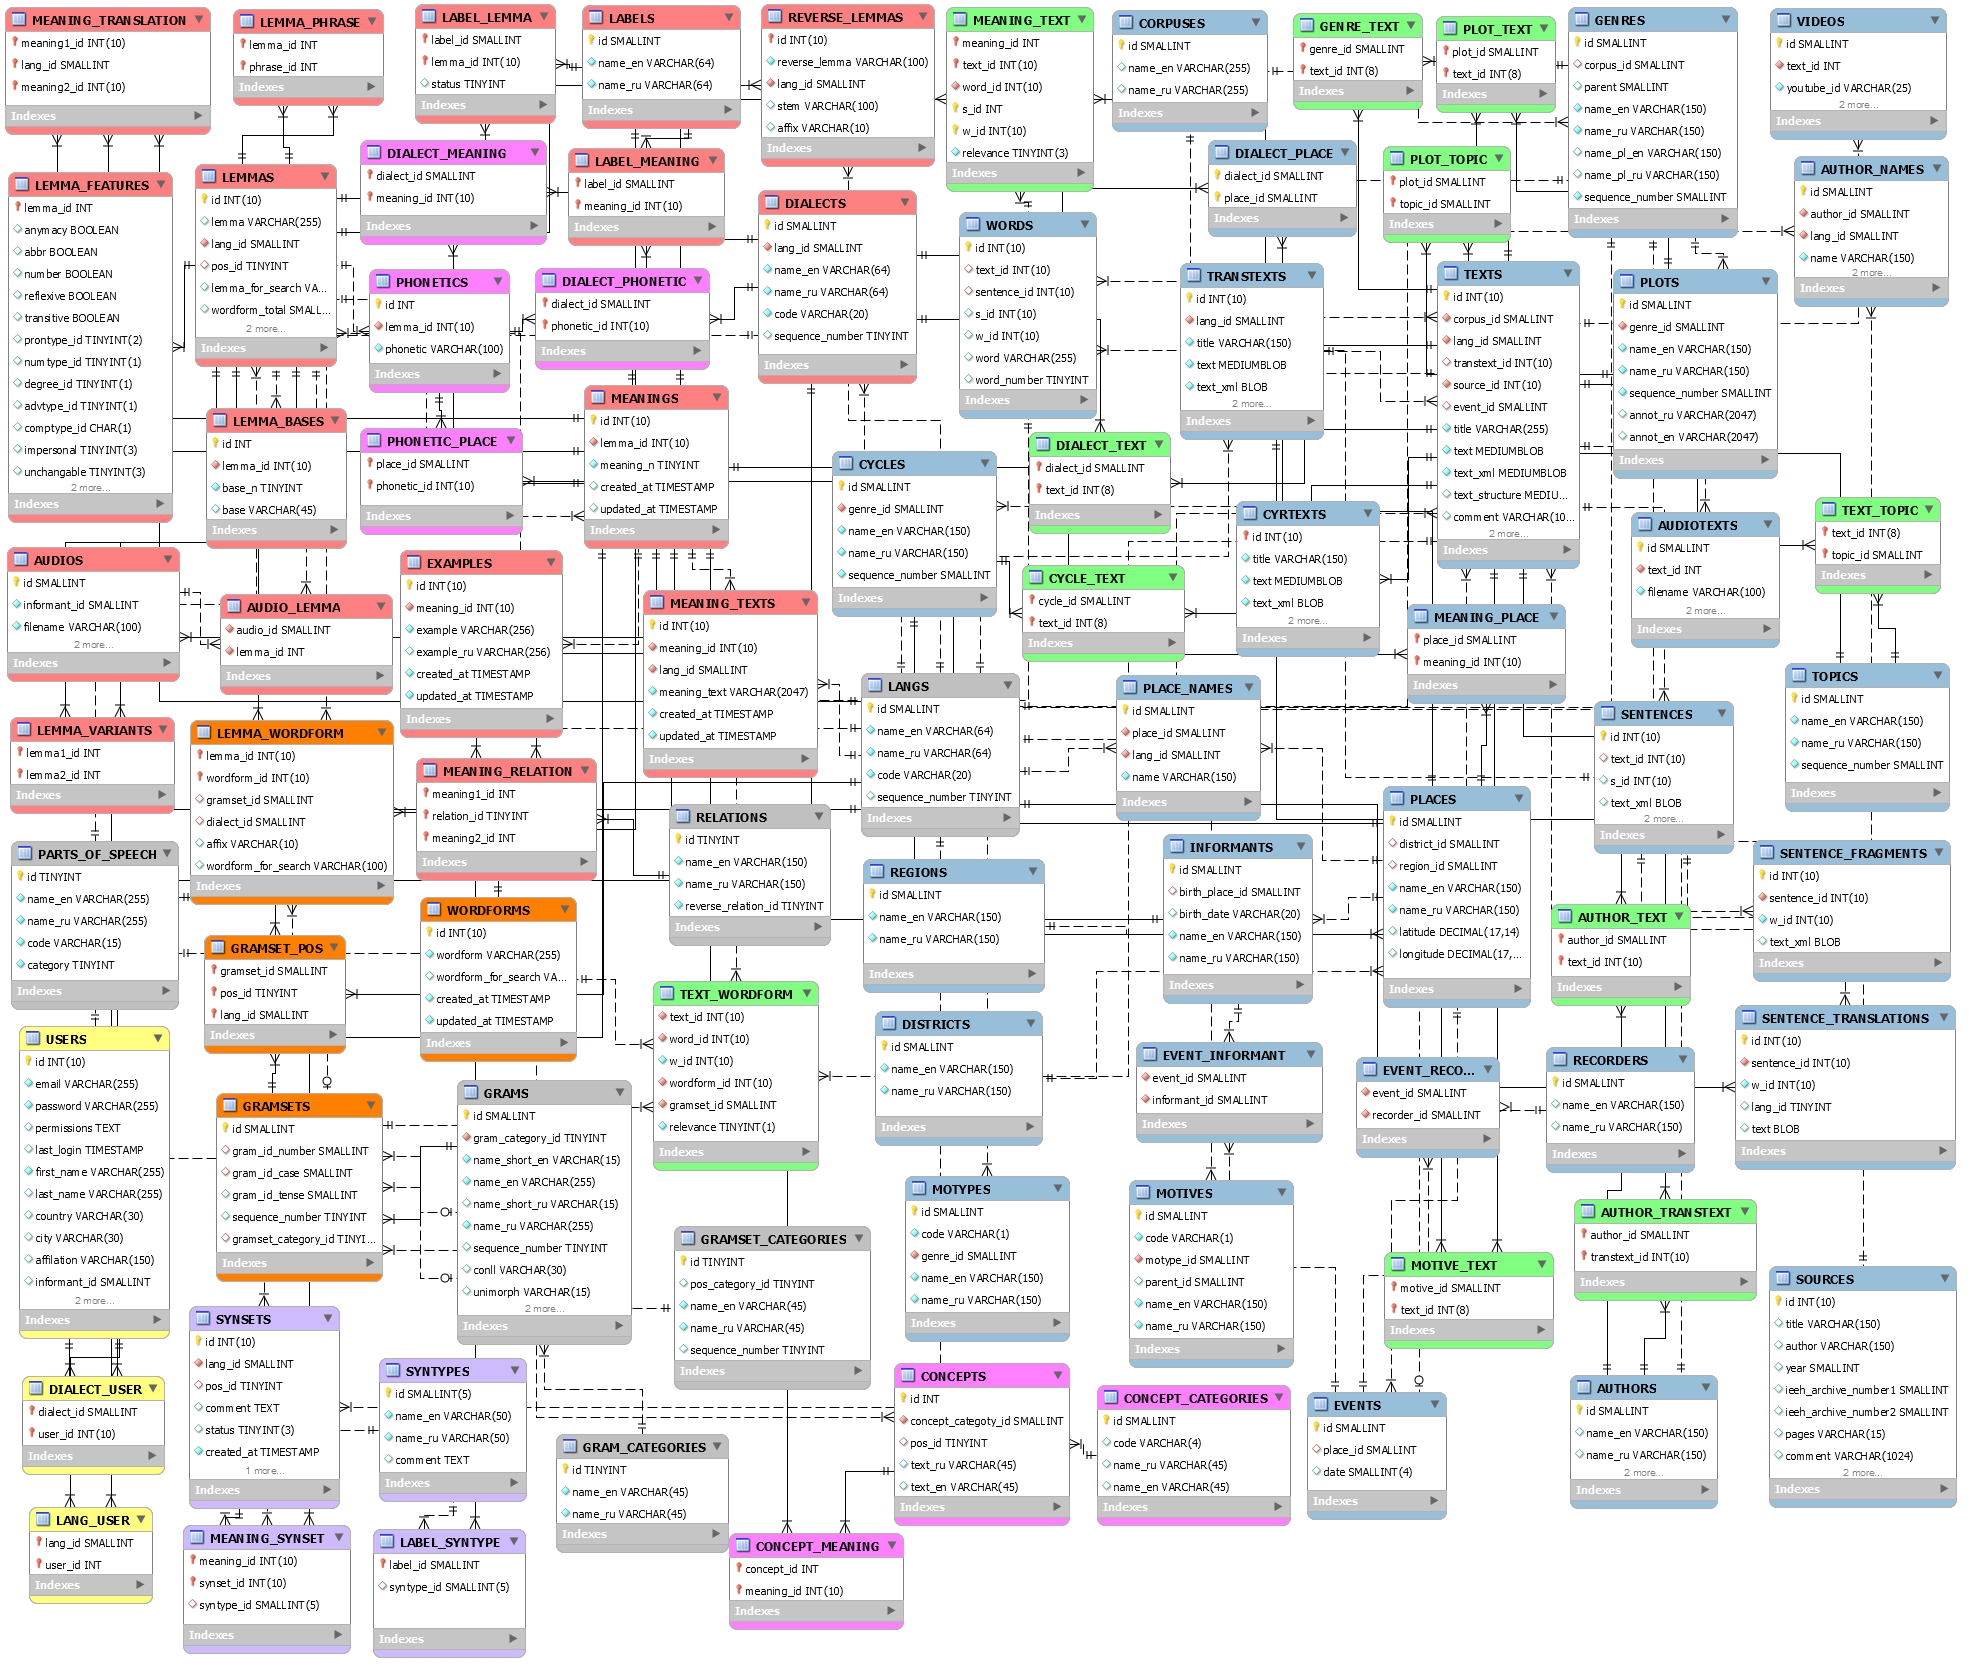 MEANING_TRANSLATION
meaning1_id INT(10)
lang_id SMALLINT
meaning2_id INT(10)
Indexes
LEMMA_PHRASE
lemma_id INT
phrase_id INT
Indexes
LABEL_LEMMA
label_id SMALLINT
lemma_id INT(10)
status TINYINT
Indexes
LABELS
id SMALLINT
name_en VARCHAR(64)
name_ru VARCHAR(64)
Indexes
REVERSE_LEMMAS
id INT(10)
reverse_lemma VARCHAR(100)
lang_id SMALLINT
stem VARCHAR(100)
affix VARCHAR(10)
Indexes
MEANING_TEXT
meaning_id INT
text_id INT(10)
word_id INT(10)
s_id INT
w_id INT(10)
relevance TINYINT(3)
Indexes
CORPUSES
id SMALLINT
name_en VARCHAR(255)
name_ru VARCHAR(255)
Indexes
GENRE_TEXT
genre_id SMALLINT
text_id INT(8)
Indexes
PLOT_TEXT
plot_id SMALLINT
text_id INT(8)
Indexes
GENRES
id SMALLINT
corpus_id SMALLINT
parent SMALLINT
name_en VARCHAR(150)
name_ru VARCHAR(150)
name_pl_en VARCHAR(150)
name_pl_ru VARCHAR(150)
sequence_number SMALLINT
Indexes
VIDEOS
id SMALLINT
text_id INT
youtube_id VARCHAR(25)
2 more...
Indexes
LEMMA_FEATURES
lemma_id INT
anymacy BOOLEAN
abbr BOOLEAN
number BOOLEAN
reflexive BOOLEAN
transitive BOOLEAN
prontype_id TINYINT(2)
numtype_id TINYINT(1)
degree_id TINYINT(1)
advtype_id TINYINT(1)
comptype_id CHAR(1)
impersonal TINYINT(3)
unchangable TINYINT(3)
2 more...
Indexes
LEMMAS
id INT(10)
lemma VARCHAR(255)
lang_id SMALLINT
pos_id TINYINT
lemma_for_search VA...
wordform_total SMALL...
2 more...
Indexes
DIALECT_MEANING
dialect_id SMALLINT
meaning_id INT(10)
Indexes
LABEL_MEANING
label_id SMALLINT
meaning_id INT(10)
Indexes
DIALECTS
id SMALLINT
lang_id SMALLINT
name_en VARCHAR(64)
name_ru VARCHAR(64)
code VARCHAR(20)
sequence_number TINYINT
Indexes
WORDS
id INT(10)
text_id INT(10)
sentence_id INT(10)
s_id INT(10)
w_id INT(10)
word VARCHAR(255)
word_number TINYINT
Indexes
DIALECT_PLACE
dialect_id SMALLINT
place_id SMALLINT
Indexes
PLOT_TOPIC
plot_id SMALLINT
topic_id SMALLINT
Indexes
AUTHOR_NAMES
id SMALLINT
author_id SMALLINT
lang_id SMALLINT
name VARCHAR(150)
2 more...
Indexes
PHONETICS
id INT
lemma_id INT(10)
phonetic VARCHAR(100)
Indexes
DIALECT_PHONETIC
dialect_id SMALLINT
phonetic_id INT(10)
Indexes
TRANSTEXTS
id INT(10)
lang_id SMALLINT
title VARCHAR(150)
text MEDIUMBLOB
text_xml BLOB
2 more...
Indexes
TEXTS
id INT(10)
corpus_id SMALLINT
lang_id SMALLINT
transtext_id INT(10)
source_id INT(10)
event_id SMALLINT
title VARCHAR(255)
text MEDIUMBLOB
text_xml MEDIUMBLOB
text_structure MEDIU...
comment VARCHAR(10...
2 more...
Indexes
PLOTS
id SMALLINT
genre_id SMALLINT
name_en VARCHAR(150)
name_ru VARCHAR(150)
sequence_number SMALLINT
annot_ru VARCHAR(2047)
annot_en VARCHAR(2047)
Indexes
LEMMA_BASES
id INT
lemma_id INT(10)
base_n TINYINT
base VARCHAR(45)
Indexes
PHONETIC_PLACE
place_id SMALLINT
phonetic_id INT(10)
Indexes
MEANINGS
id INT(10)
lemma_id INT(10)
meaning_n TINYINT
created_at TIMESTAMP
updated_at TIMESTAMP
Indexes
CYCLES
id SMALLINT
genre_id SMALLINT
name_en VARCHAR(150)
name_ru VARCHAR(150)
sequence_number SMALLINT
Indexes
DIALECT_TEXT
dialect_id SMALLINT
text_id INT(8)
Indexes
CYRTEXTS
id INT(10)
title VARCHAR(150)
text MEDIUMBLOB
text_xml BLOB
2 more...
Indexes
AUDIOTEXTS
id SMALLINT
text_id INT
filename VARCHAR(100)
2 more...
Indexes
TEXT_TOPIC
text_id INT(8)
topic_id SMALLINT
Indexes
AUDIOS
id SMALLINT
informant_id SMALLINT
filename VARCHAR(100)
2 more...
Indexes
AUDIO_LEMMA
audio_id SMALLINT
lemma_id INT
Indexes
EXAMPLES
id INT(10)
meaning_id INT(10)
example VARCHAR(256)
example_ru VARCHAR(256)
created_at TIMESTAMP
updated_at TIMESTAMP
Indexes
MEANING_TEXTS
id INT(10)
meaning_id INT(10)
lang_id SMALLINT
meaning_text VARCHAR(2047)
created_at TIMESTAMP
updated_at TIMESTAMP
Indexes
CYCLE_TEXT
cycle_id SMALLINT
text_id INT(8)
Indexes
MEANING_PLACE
place_id SMALLINT
meaning_id INT(10)
Indexes
TOPICS
id SMALLINT
name_en VARCHAR(150)
name_ru VARCHAR(150)
sequence_number SMALLINT
Indexes
LANGS
id SMALLINT
name_en VARCHAR(64)
name_ru VARCHAR(64)
code VARCHAR(20)
sequence_number TINYINT
Indexes
PLACE_NAMES
id SMALLINT
place_id SMALLINT
lang_id SMALLINT
name VARCHAR(150)
Indexes
SENTENCES
id INT(10)
text_id INT(10)
s_id INT(10)
text_xml BLOB
2 more...
Indexes
LEMMA_VARIANTS
lemma1_id INT
lemma2_id INT
Indexes
LEMMA_WORDFORM
lemma_id INT(10)
wordform_id INT(10)
gramset_id SMALLINT
dialect_id SMALLINT
affix VARCHAR(10)
wordform_for_search VARCHAR(100)
Indexes
MEANING_RELATION
meaning1_id INT
relation_id TINYINT
meaning2_id INT
Indexes
RELATIONS
id TINYINT
name_en VARCHAR(150)
name_ru VARCHAR(150)
reverse_relation_id TINYINT
Indexes
PLACES
id SMALLINT
district_id SMALLINT
region_id SMALLINT
name_en VARCHAR(150)
name_ru VARCHAR(150)
latitude DECIMAL(17,14)
longitude DECIMAL(17,...
Indexes
PARTS_OF_SPEECH
id TINYINT
name_en VARCHAR(255)
name_ru VARCHAR(255)
code VARCHAR(15)
category TINYINT
Indexes
REGIONS
id SMALLINT
name_en VARCHAR(150)
name_ru VARCHAR(150)
Indexes
INFORMANTS
id SMALLINT
birth_place_id SMALLINT
birth_date VARCHAR(20)
name_en VARCHAR(150)
name_ru VARCHAR(150)
Indexes
SENTENCE_FRAGMENTS
id INT(10)
sentence_id INT(10)
w_id INT(10)
text_xml BLOB
Indexes
WORDFORMS
id INT(10)
wordform VARCHAR(255)
wordform_for_search VA...
created_at TIMESTAMP
updated_at TIMESTAMP
Indexes
AUTHOR_TEXT
author_id SMALLINT
text_id INT(10)
Indexes
GRAMSET_POS
gramset_id SMALLINT
pos_id TINYINT
lang_id SMALLINT
Indexes
TEXT_WORDFORM
text_id INT(10)
word_id INT(10)
w_id INT(10)
wordform_id INT(10)
gramset_id SMALLINT
relevance TINYINT(1)
Indexes
DISTRICTS
id SMALLINT
name_en VARCHAR(150)
name_ru VARCHAR(150)
Indexes
EVENT_INFORMANT
event_id SMALLINT
informant_id SMALLINT
Indexes
EVENT_RECO...
event_id SMALLINT
recorder_id SMALLINT
Indexes
RECORDERS
id SMALLINT
name_en VARCHAR(150)
name_ru VARCHAR(150)
Indexes
SENTENCE_TRANSLATIONS
id INT(10)
sentence_id INT(10)
w_id INT(10)
lang_id TINYINT
text BLOB
Indexes
USERS
id INT(10)
email VARCHAR(255)
password VARCHAR(255)
permissions TEXT
last_login TIMESTAMP
first_name VARCHAR(255)
last_name VARCHAR(255)
country VARCHAR(30)
city VARCHAR(30)
affilation VARCHAR(150)
informant_id SMALLINT
2 more...
Indexes
GRAMSETS
id SMALLINT
gram_id_number SMALLINT
gram_id_case SMALLINT
gram_id_tense SMALLINT
sequence_number TINYINT
gramset_category_id TINYI...
Indexes
GRAMS
id SMALLINT
gram_category_id TINYINT
name_short_en VARCHAR(15)
name_en VARCHAR(255)
name_short_ru VARCHAR(15)
name_ru VARCHAR(255)
sequence_number TINYINT
conll VARCHAR(30)
unimorph VARCHAR(15)
2 more...
Indexes
MOTYPES
id SMALLINT
code VARCHAR(1)
genre_id SMALLINT
name_en VARCHAR(150)
name_ru VARCHAR(150)
Indexes
MOTIVES
id SMALLINT
code VARCHAR(1)
motype_id SMALLINT
parent_id SMALLINT
name_en VARCHAR(150)
name_ru VARCHAR(150)
Indexes
AUTHOR_TRANSTEXT
author_id SMALLINT
transtext_id INT(10)
Indexes
GRAMSET_CATEGORIES
id TINYINT
pos_category_id TINYINT
name_en VARCHAR(45)
name_ru VARCHAR(45)
sequence_number TINYINT
Indexes
MOTIVE_TEXT
motive_id SMALLINT
text_id INT(8)
Indexes
SOURCES
id INT(10)
title VARCHAR(150)
author VARCHAR(150)
year SMALLINT
ieeh_archive_number1 SMALLINT
ieeh_archive_number2 SMALLINT
pages VARCHAR(15)
comment VARCHAR(1024)
2 more...
Indexes
SYNSETS
id INT(10)
lang_id SMALLINT
pos_id TINYINT
comment TEXT
status TINYINT(3)
created_at TIMESTAMP
1 more...
Indexes
SYNTYPES
id SMALLINT(5)
name_en VARCHAR(50)
name_ru VARCHAR(50)
comment TEXT
Indexes
CONCEPTS
id INT
concept_categoty_id SMALLINT
pos_id TINYINT
text_ru VARCHAR(45)
text_en VARCHAR(45)
Indexes
CONCEPT_CATEGORIES
id SMALLINT
code VARCHAR(4)
name_ru VARCHAR(45)
name_en VARCHAR(45)
Indexes
EVENTS
id SMALLINT
place_id SMALLINT
date SMALLINT(4)
Indexes
AUTHORS
id SMALLINT
name_en VARCHAR(150)
name_ru VARCHAR(150)
2 more...
Indexes
DIALECT_USER
dialect_id SMALLINT
user_id INT(10)
Indexes
GRAM_CATEGORIES
id TINYINT
name_en VARCHAR(45)
name_ru VARCHAR(45)
Indexes
LANG_USER
lang_id SMALLINT
user_id INT
Indexes
MEANING_SYNSET
meaning_id INT(10)
synset_id INT(10)
syntype_id SMALLINT(5)
Indexes
LABEL_SYNTYPE
label_id SMALLINT
syntype_id SMALLINT(5)
Indexes
CONCEPT_MEANING
concept_id INT
meaning_id INT(10)
Indexes